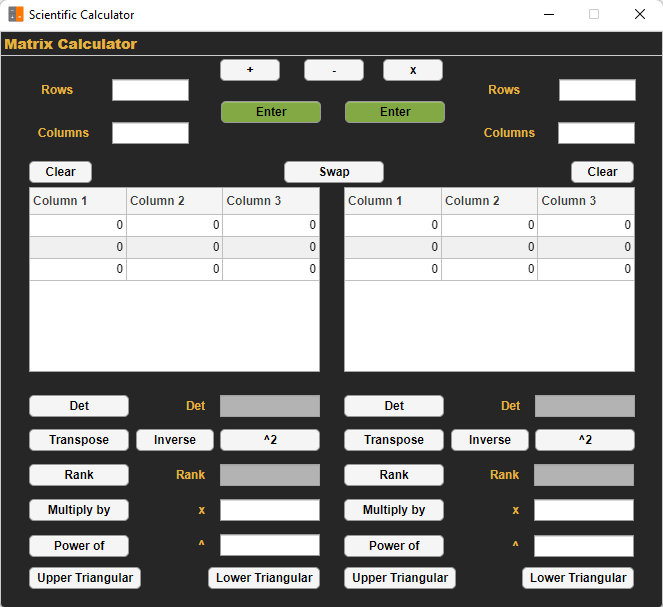 Scientific Calculator
Matrix Calculator
+ - x
Rows Rows
Enter Enter
Columns Columns
Clear Swap Clear
Column 1 Column 2 Column 3 Column 1 Column 2 Column 3
0 0 0 0 0 0
0 0 0 0 0 0
0 0 0 0 0 0
Det Det Det Det
Transpose Inverse ^2 Transpose Inverse ^2
Rank Rank Rank Rank
Multiply by x Multiply by x
Power of ^ Power of ^
Upper Triangular Lower Triangular Upper Triangular Lower Triangular